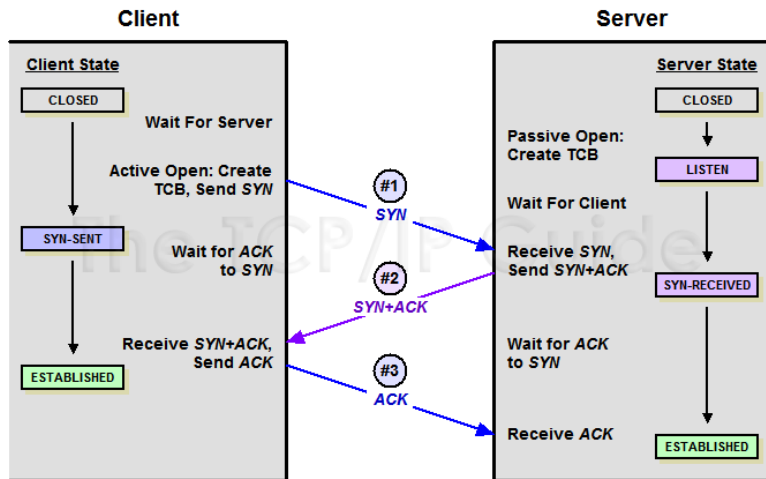 Client
Server
Client State
Server State
CLOSED
CLOSED
Wait For Server
Passive Open:
Create TCB
Active Open: Create
TCB, Send SYN
LISTEN
#1
SYN
Wait For Client
SYN-SENT
Wait for ACK
to SYN
Receive SYN,
Send SYN+ACK
The TCP/IP Guide
#2
SYN+ACK
SYN-RECEIVED
Receive SYN+ACK,
Send ACK
Wait for ACK
to SYN
ESTABLISHED
#3
ACK
Receive ACK
ESTABLISHED